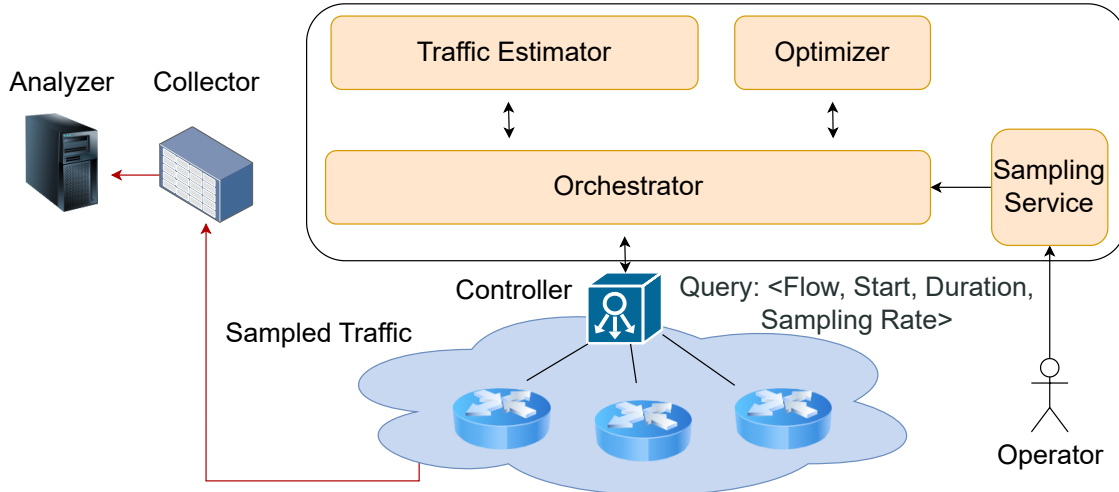 Traffic Estimator
Optimizer
Analyzer
Collector
Orchestrator
Sampling
Service
Controller
Query: <Flow, Start, Duration,
Sampling Rate>
Sampled Traffic
Operator